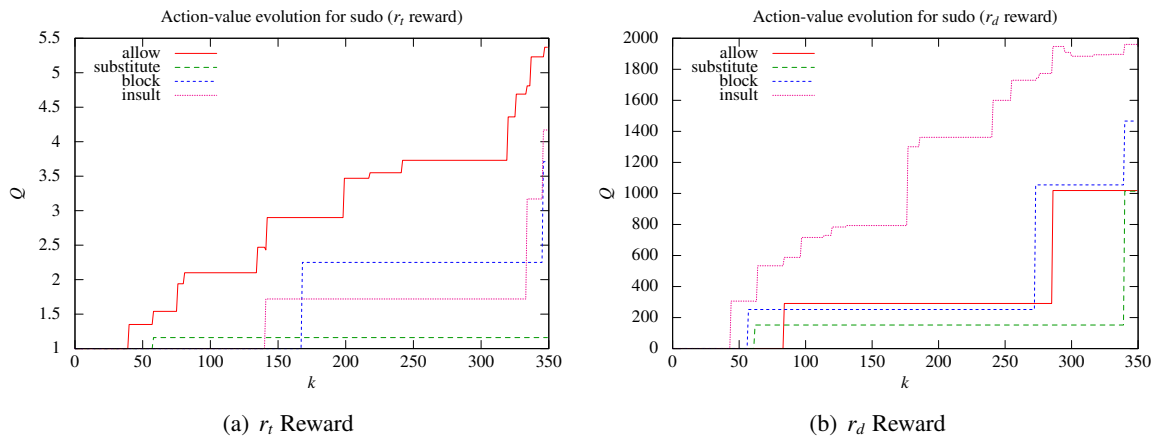 Action-value evolution for sudo (r_t reward)
5.5
5
4.5
4
3.5
3
2.5
2
1.5
1
Q
allow
substitute
block
insult
0 50 100 150 200 250 300 350
k
(a) r_t Reward
Action-value evolution for sudo (r_d reward)
2000
1800
1600
1400
1200
1000
800
600
400
200
0
Q
allow
substitute
block
insult
0 50 100 150 200 250 300 350
k
(b) r_d Reward